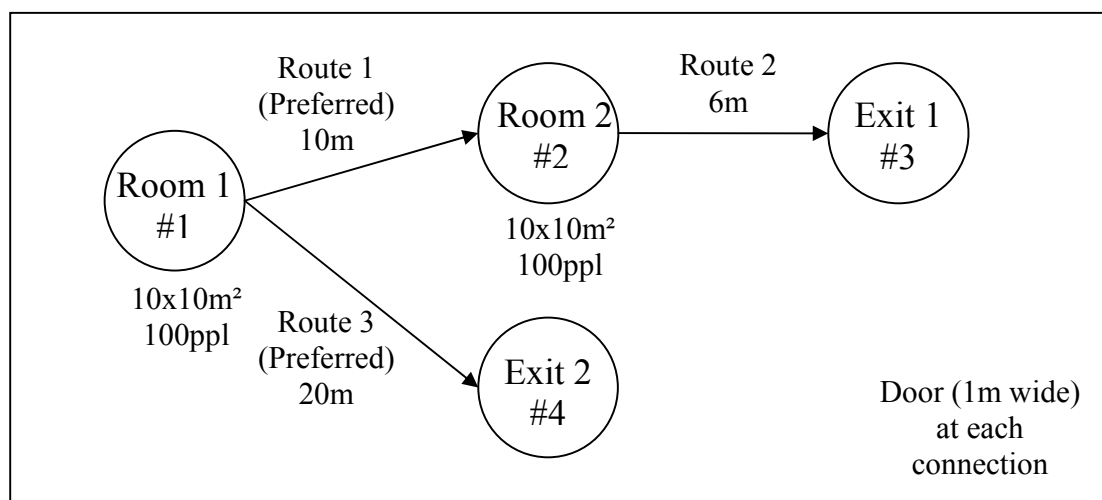 Route 1
(Preferred)
10m
Route 2
6m
Room 1
#1
Room 2
#2
Exit 1
#3
10x10m²
100ppl
10x10m²
100ppl
Route 3
(Preferred)
20m
Exit 2
#4
Door (1m wide)
at each
connection